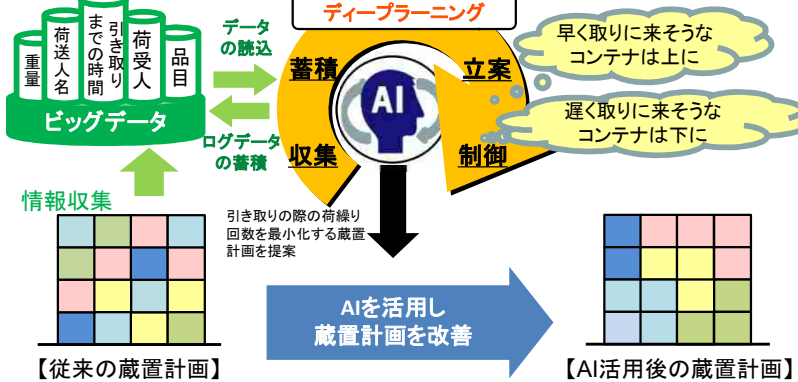 ディープラーニング
重量
荷送人名
引き取り
までの時間
荷受人
品目
ビッグデータ
データ
の読込
ログデータ
の蓄積
蓄積
立案
収集
制御
AI
早く取りに来そうな
コンテナは上に
遅く取りに来そうな
コンテナは下に
情報収集
引き取りの際の荷繰り
回数を最小化する蔵置
計画を提案
AIを活用し
蔵置計画を改善
【従来の蔵置計画】
【AI活用後の蔵置計画】